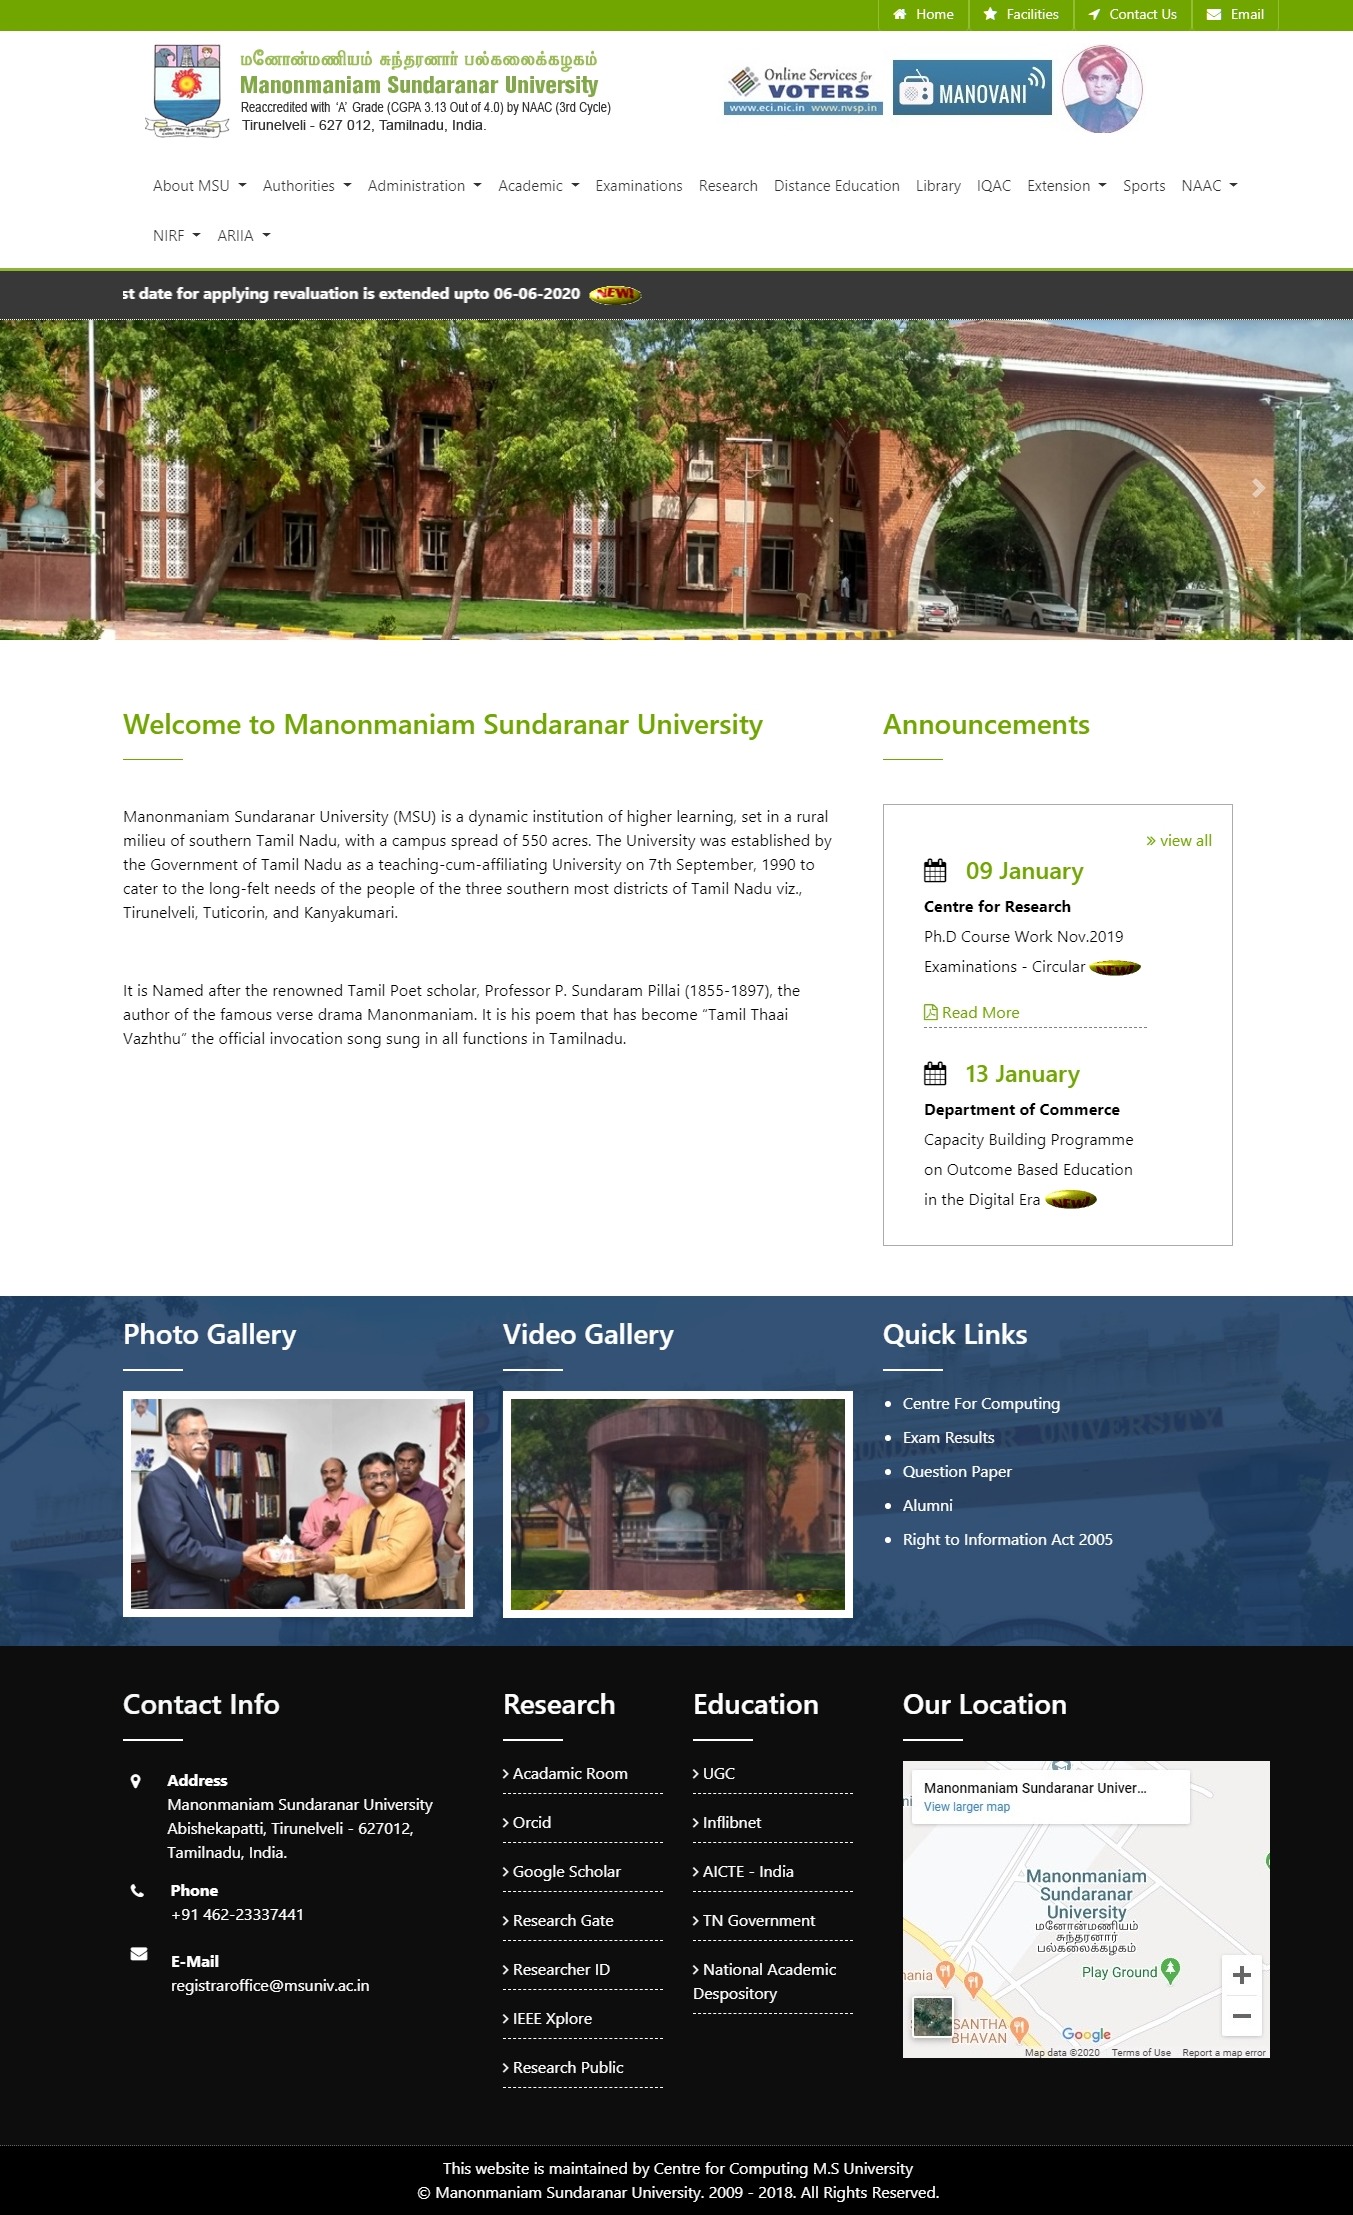 Home Facilities Contact Us Email
மனோன்மணியம் சுந்தரனார் பல்கலைக்கழகம்
Manonmaniam Sundaranar University
Reaccredited with ‘A’ Grade (CGPA 3.13 Out of 4.0) by NAAC (3rd Cycle)
Tirunelveli - 627 012, Tamilnadu, India.
Online Services for
VOTERS
www.eci.nic.in www.nvsp.in
MANOVANI
About MSU Authorities Administration Academic Examinations Research Distance Education Library IQAC Extension Sports NAAC
NIRF ARIIA
st date for applying revaluation is extended upto 06-06-2020 NEW!
Welcome to Manonmaniam Sundaranar University
Manonmaniam Sundaranar University (MSU) is a dynamic institution of higher learning, set in a rural
milieu of southern Tamil Nadu, with a campus spread of 550 acres. The University was established by
the Government of Tamil Nadu as a teaching-cum-affiliating University on 7th September, 1990 to
cater to the long-felt needs of the people of the three southern most districts of Tamil Nadu viz.,
Tirunelveli, Tuticorin, and Kanyakumari.
It is Named after the renowned Tamil Poet scholar, Professor P. Sundaram Pillai (1855-1897), the
author of the famous verse drama Manonmaniam. It is his poem that has become “Tamil Thaai
Vazhthu” the official invocation song sung in all functions in Tamilnadu.
Announcements
» view all
09 January
Centre for Research
Ph.D Course Work Nov.2019
Examinations - Circular NEW!
Read More
13 January
Department of Commerce
Capacity Building Programme
on Outcome Based Education
in the Digital Era NEW!
Photo Gallery
Video Gallery
Quick Links
Centre For Computing
Exam Results
Question Paper
Alumni
Right to Information Act 2005
SUNDARANAR UNIVERSITY
Contact Info
Address
Manonmaniam Sundaranar University
Abishekapatti, Tirunelveli - 627012,
Tamilnadu, India.
Phone
+91 462-23337441
E-Mail
registraroffice@msuniv.ac.in
Research
Acadamic Room
Orcid
Google Scholar
Research Gate
Researcher ID
IEEE Xplore
Research Public
Education
UGC
Inflibnet
AICTE - India
TN Government
National Academic
Despository
Our Location
Manonmaniam Sundaranar Univer...
View larger map
Manonmaniam
Sundaranar
University
மனோன்மணியம்
சுந்தரனார்
பல்கலைக்கழகம்
Play Ground
SANTHA
BHAVAN
Google
Map data ©2020 Terms of Use Report a map error
This website is maintained by Centre for Computing M.S University
© Manonmaniam Sundaranar University. 2009 - 2018. All Rights Reserved.